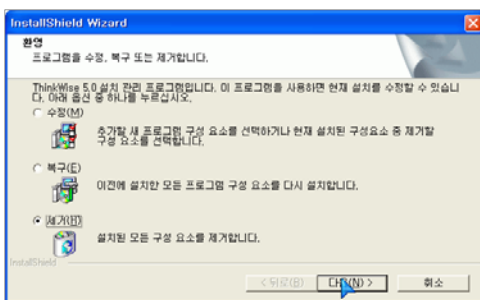 InstallShield Wizard
환영
프로그램을 수정, 복구 또는 제거합니다.
ThinkWise 5.0 설치 관리 프로그램입니다. 이 프로그램을 사용하면 현재 설치를 수정할 수 있습니
다. 아래 옵션 중 하나를 누르십시오.
수정(M)
추가할 새 프로그램 구성 요소를 선택하거나 현재 설치된 구성요소 중 제거할
구성 요소를 선택합니다.
복구(E)
이전에 설치한 모든 프로그램 구성 요소를 다시 설치합니다.
제거(R)
설치된 모든 구성 요소를 제거합니다.
InstallShield
< 뒤로(B) 다음(N) > 취소